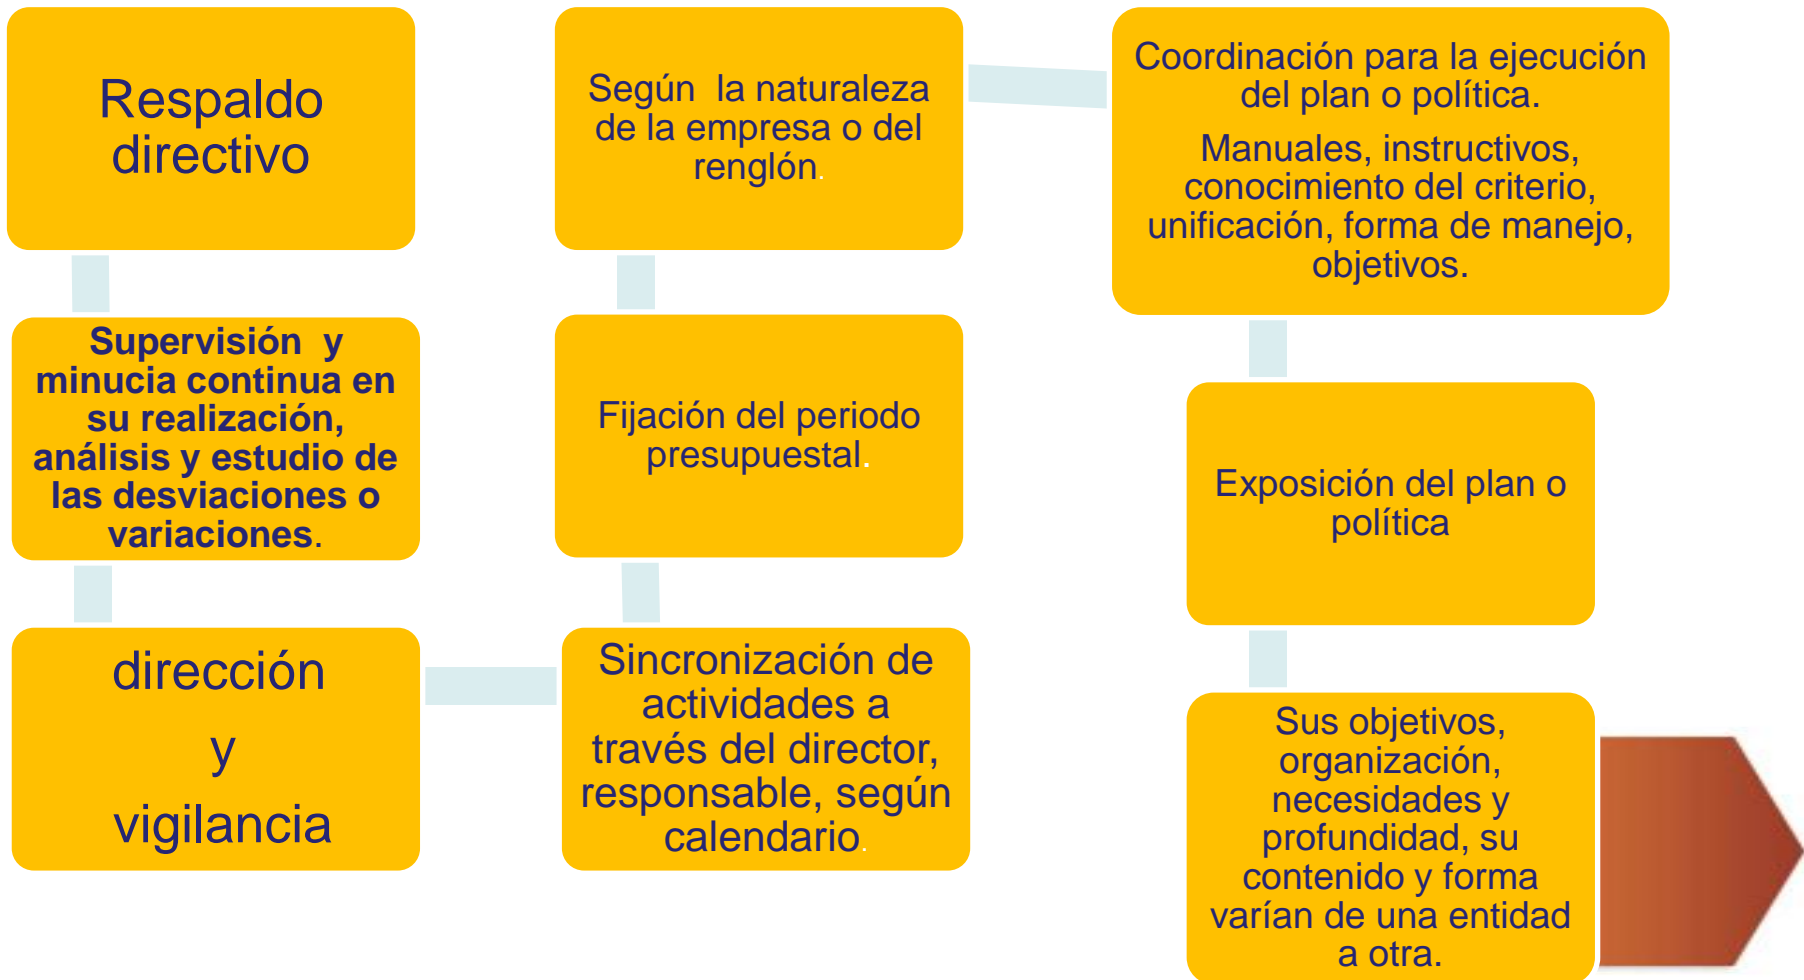 Respaldo
directivo
Supervisión y
minucia continua en
su realización,
análisis y estudio de
las desviaciones o
variaciones.
dirección
y
vigilancia
Según la naturaleza
de la empresa o del
renglón.
Fijación del periodo
presupuestal.
Sincronización de
actividades a
través del director,
responsable, según
calendario.
Coordinación para la ejecución
del plan o política.
Manuales, instructivos,
conocimiento del criterio,
unificación, forma de manejo,
objetivos.
Exposición del plan o
política
Sus objetivos,
organización,
necesidades y
profundidad, su
contenido y forma
varían de una entidad
a otra.